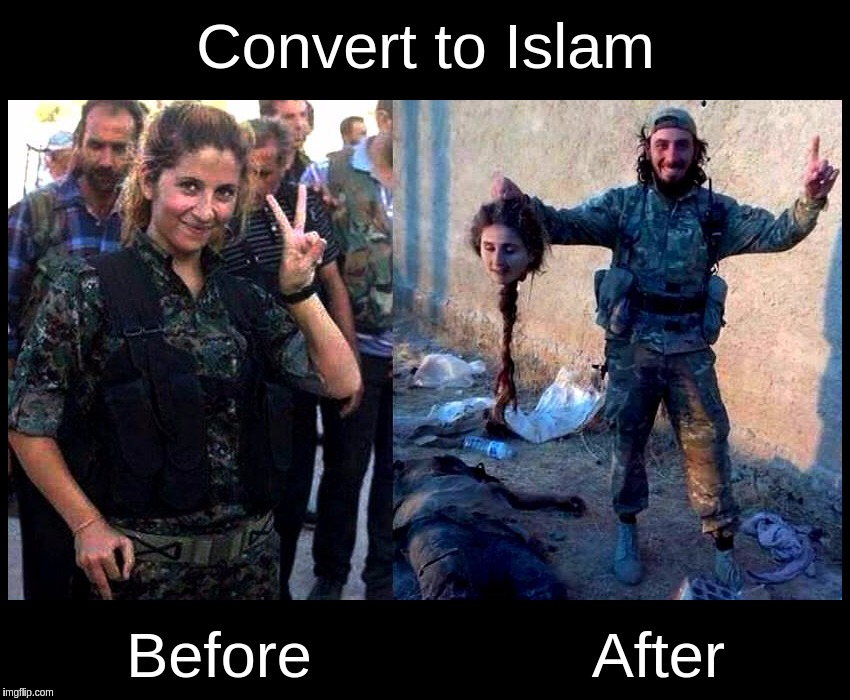 Convert to Islam
Before
After
imgflip.com